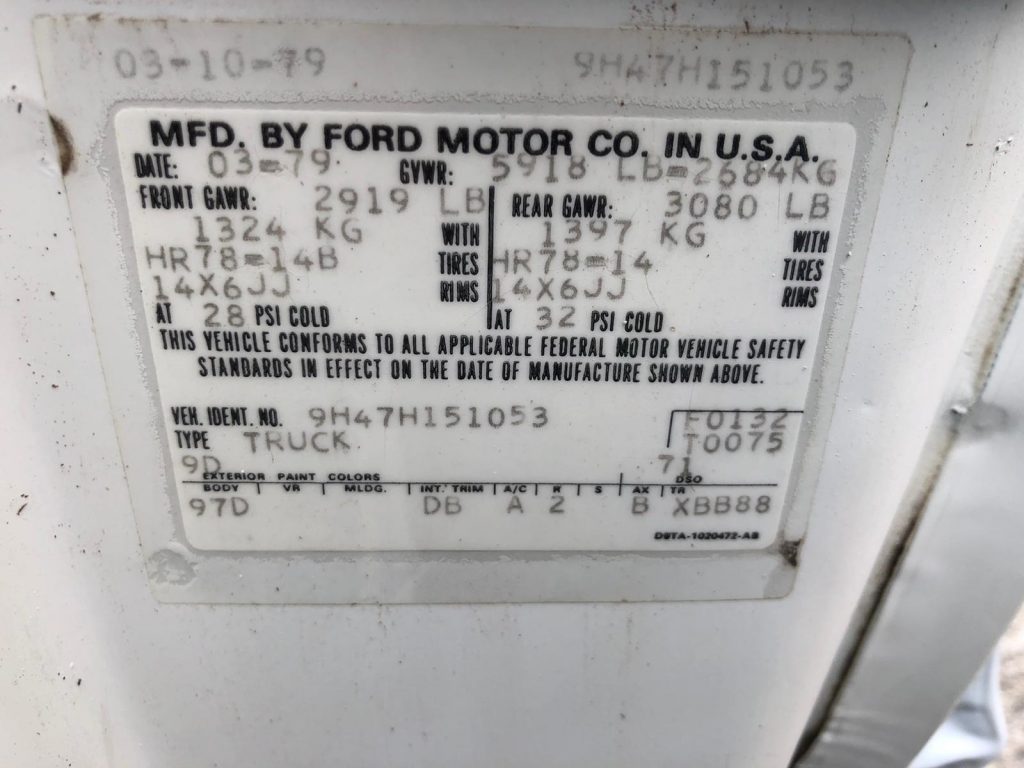 03-10-79 9H47H151053
MFD. BY FORD MOTOR CO. IN U.S.A.
DATE: 03-79 GVWR: 5918 LB-2684KG
FRONT GAWR: 2919 LB REAR GAWR: 3080 LB
1324 KG WITH 1397 KG WITH
HR78-14B TIRES HR78-14 TIRES
14X6JJ RIMS 14X6JJ RIMS
AT 28 PSI COLD AT 32 PSI COLD
THIS VEHICLE CONFORMS TO ALL APPLICABLE FEDERAL MOTOR VEHICLE SAFETY
STANDARDS IN EFFECT ON THE DATE OF MANUFACTURE SHOWN ABOVE.
VEH. IDENT. NO. 9H47H151053 F0132
TYPE TRUCK T0075
9D 71
EXTERIOR PAINT COLORS DSO
BODY VR MLDG. INT. TRIM A/C R S AX TR
97D DB A 2 B XBB88
D9TA-1020472-AB